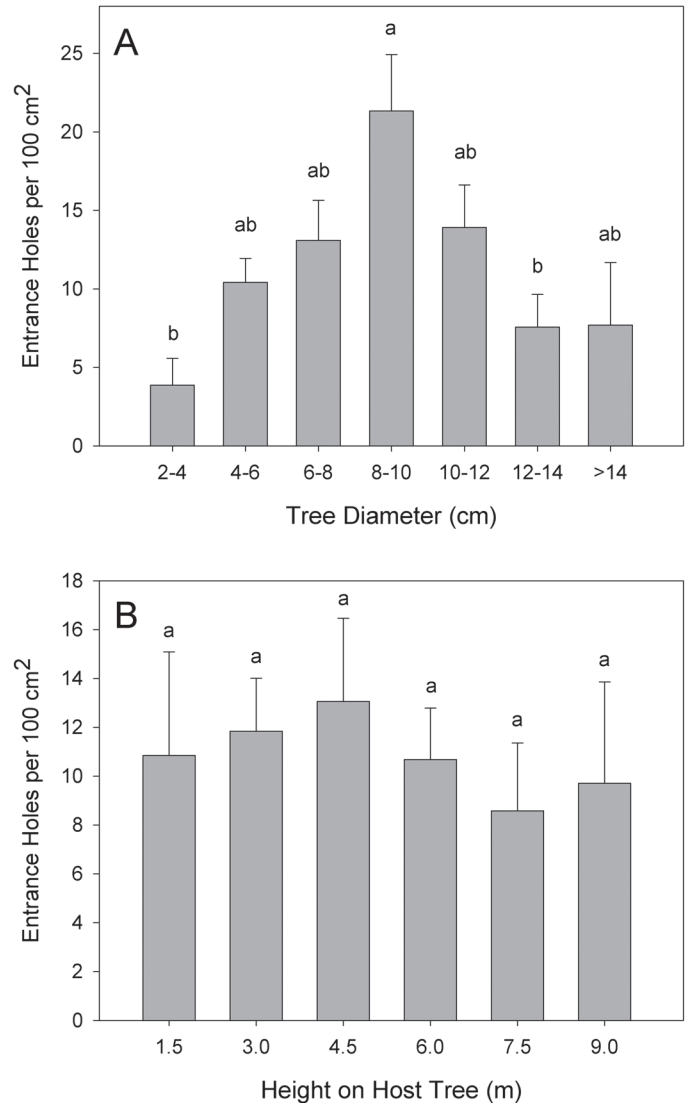 A
Entrance Holes per 100 cm²
25
20
15
10
5
0
b
ab
ab
a
ab
b
ab
2-4 4-6 6-8 8-10 10-12 12-14 >14
Tree Diameter (cm)
B
Entrance Holes per 100 cm²
18
16
14
12
10
8
6
4
2
0
a
a
a
a
a
a
1.5 3.0 4.5 6.0 7.5 9.0
Height on Host Tree (m)